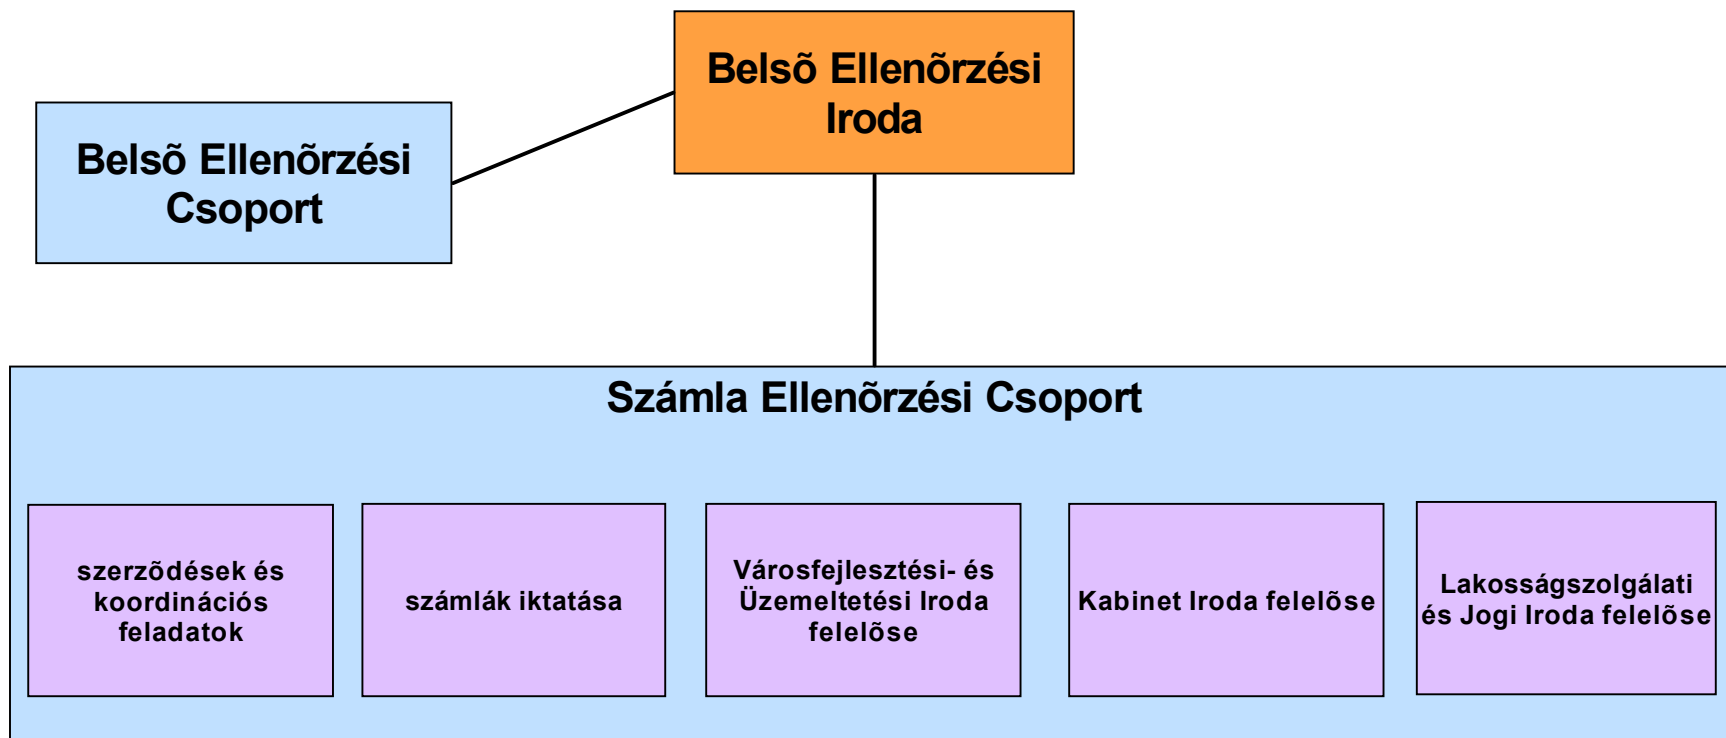 Belsõ Ellenõrzési
Iroda
Belsõ Ellenõrzési
Csoport
Számla Ellenõrzési Csoport
szerzõdések és
koordinációs
feladatok
számlák iktatása
Városfejlesztési- és
Üzemeltetési Iroda
felelõse
Kabinet Iroda felelõse
Lakosságszolgálati
és Jogi Iroda felelõse